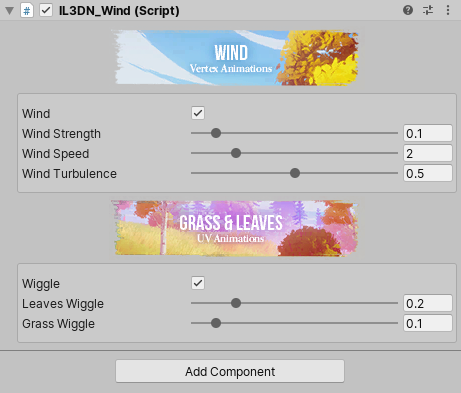 IL3DN_Wind (Script)
WIND
Vertex Animations
Wind
Wind Strength 0.1
Wind Speed 2
Wind Turbulence 0.5
GRASS & LEAVES
UV Animations
Wiggle
Leaves Wiggle 0.2
Grass Wiggle 0.1
Add Component